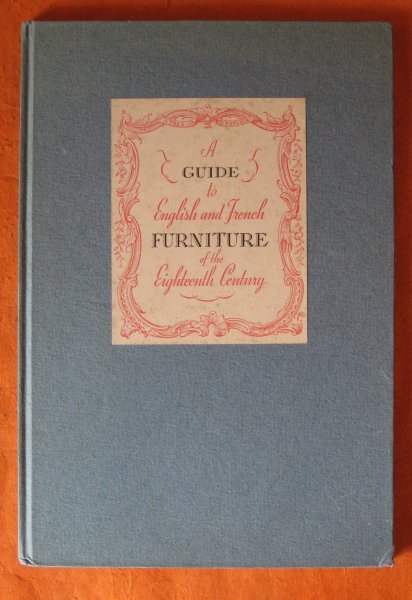 A
GUIDE
to
English and French
FURNITURE
of the
Eighteenth Century